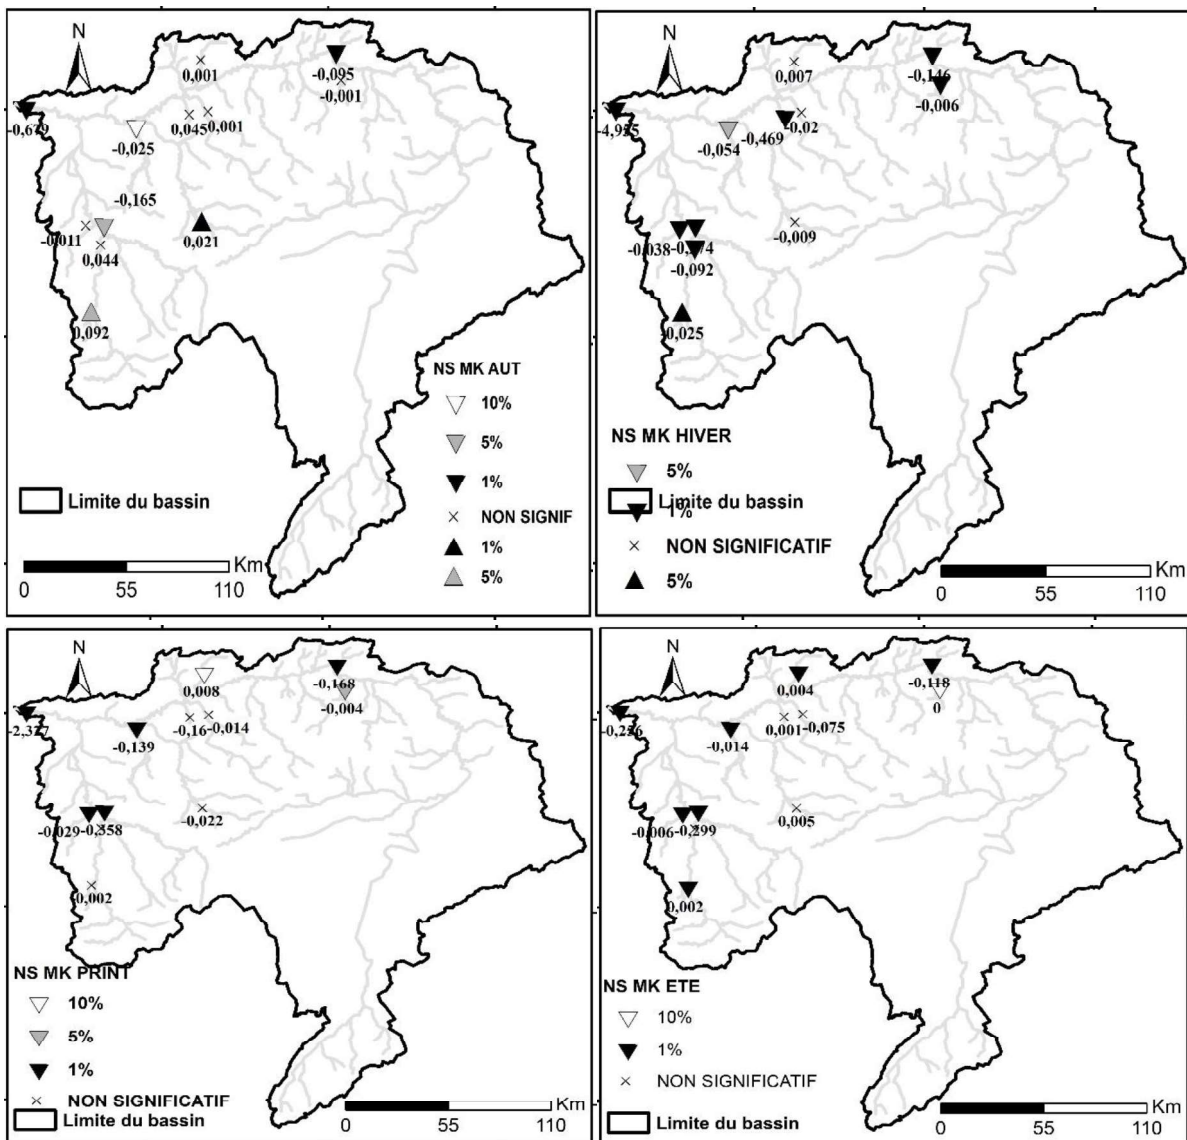 N
0,001
-0,095
-0,001
-0,679
0,045
-0,001
-0,025
-0,165
-0,011
0,044
0,021
0,092
NS MK AUT
10%
5%
1%
NON SIGNIF
1%
5%
Limite du bassin
Km
0 55 110
N
0,007
-0,146
-0,006
-0,469
-0,02
-0,054
-0,009
-0,038
-0,092
-0,025
NS MK HIVER
5%
1%
Limite du bassin
NON SIGNIFICATIF
5%
Km
0 55 110
N
0,008
-0,168
-0,004
-0,16
-0,014
-0,139
-0,029
-0,022
-0,002
NS MK PRINT
10%
5%
1%
NON SIGNIFICATIF
Limite du bassin
Km
0 55 110
N
0,004
-0,118
0
0,001
-0,075
-0,014
-0,006
-0,299
0,005
0,002
NS MK ETE
10%
1%
NON SIGNIFICATIF
Limite du bassin
Km
0 55 110